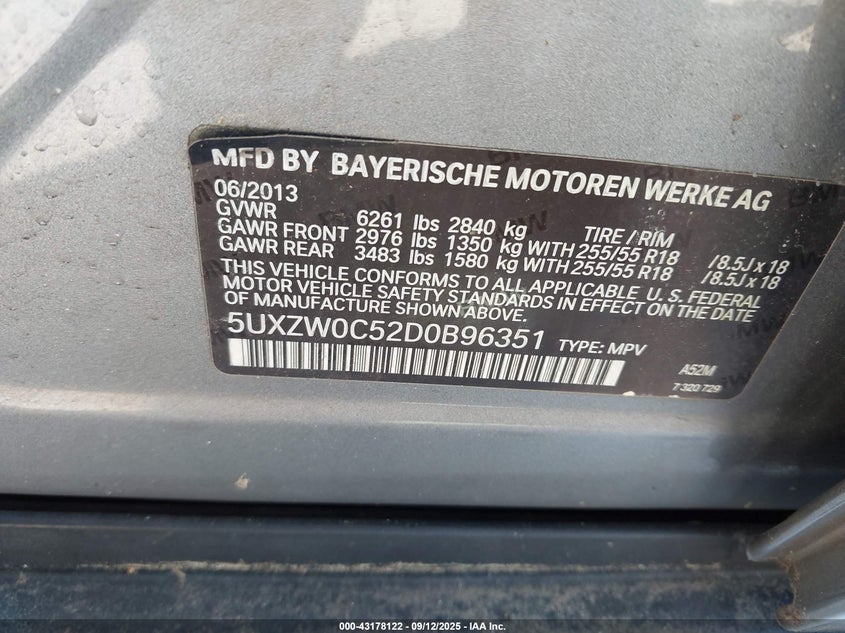 MFD BY BAYERISCHE MOTOREN WERKE AG
06/2013
GVWR 6261 lbs 2840 kg TIRE / RIM
GAWR FRONT 2976 lbs 1350 kg WITH 255/55 R18 / 8.5J x 18
GAWR REAR 3483 lbs 1580 kg WITH 255/55 R18 / 8.5J x 18
THIS VEHICLE CONFORMS TO ALL APPLICABLE U.S. FEDERAL
MOTOR VEHICLE SAFETY STANDARDS IN EFFECT ON THE DATE
OF MANUFACTURE SHOWN ABOVE.
5UXZW0C52D0B96351 TYPE: MPV
A52M
7 320 729
000-43178122 - 09/12/2025 - IAA Inc.